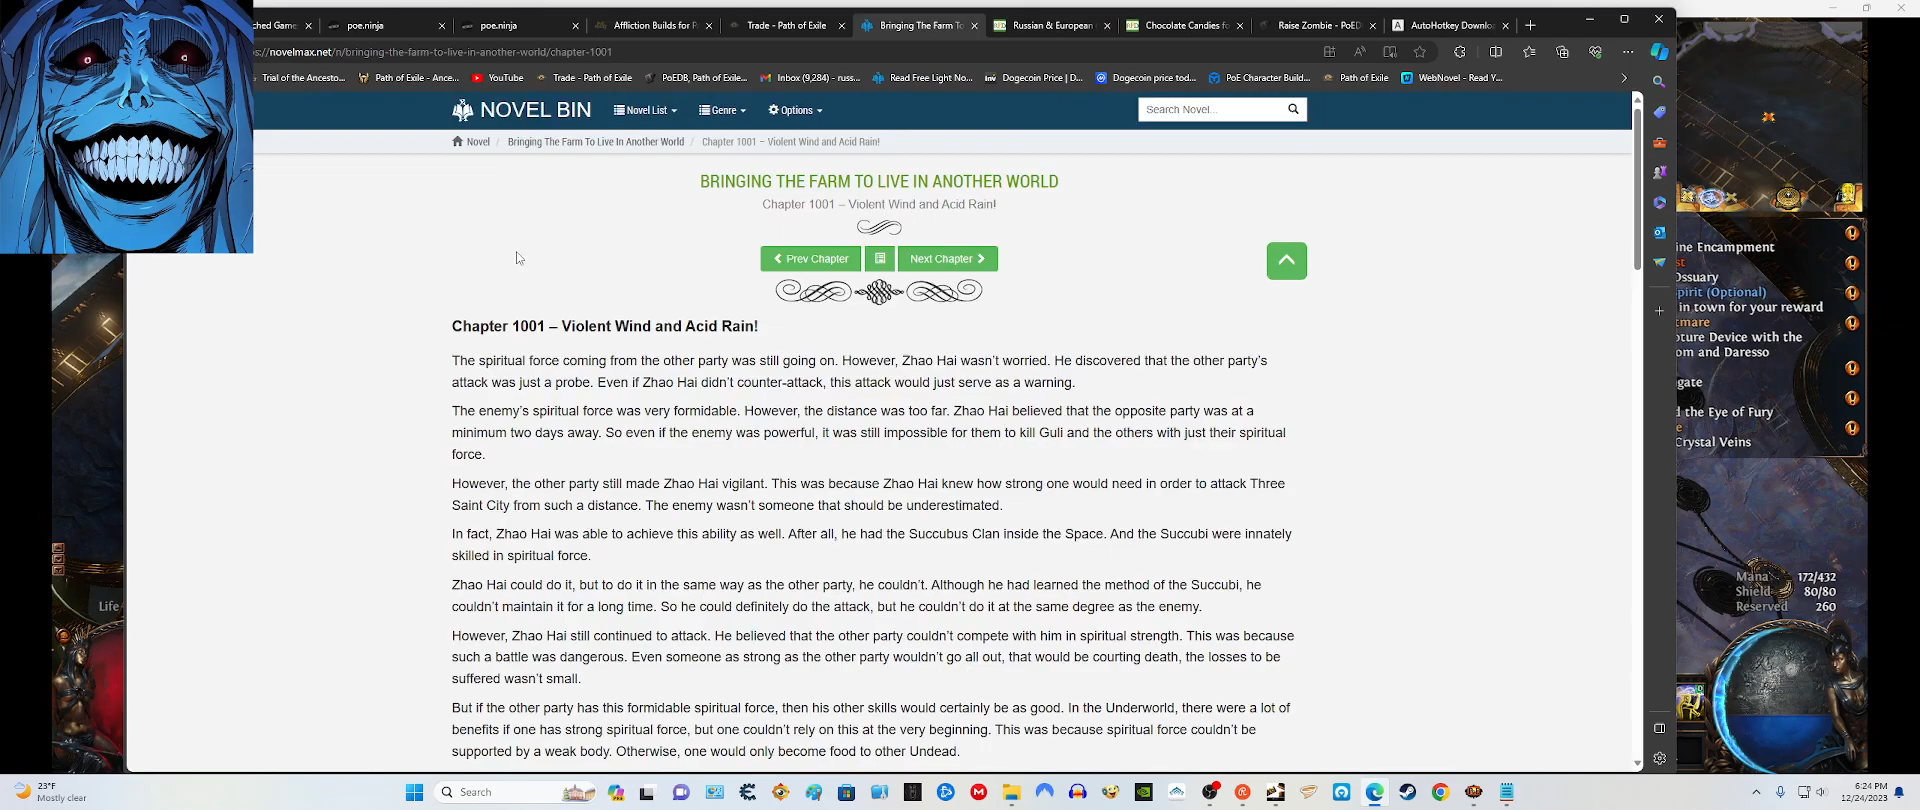 ched Game
poe.ninja
poe.ninja
Affliction Builds for P
Trade - Path of Exile
Bringing The Farm To
Russian & European
Chocolate Candies for
Raise Zombie - PoED
AutoHotkey Downloa
s://novelmax.net/n/bringing-the-farm-to-live-in-another-world/chapter-1001
Trial of the Ancesto...
Path of Exile - Ance...
YouTube
Trade - Path of Exile
PoEDB, Path of Exile...
Inbox (9,284) - russ...
Read Free Light No...
Dogecoin Price | D...
Dogecoin price tod...
PoE Character Build...
Path of Exile
WebNovel - Read Y...
NOVEL BIN
Novel List
Genre
Options
Search Novel...
Novel / Bringing The Farm To Live In Another World / Chapter 1001 – Violent Wind and Acid Rain!
BRINGING THE FARM TO LIVE IN ANOTHER WORLD
Chapter 1001 – Violent Wind and Acid Rain!
Prev Chapter
Next Chapter
Chapter 1001 – Violent Wind and Acid Rain!
The spiritual force coming from the other party was still going on. However, Zhao Hai wasn't worried. He discovered that the other party's
attack was just a probe. Even if Zhao Hai didn't counter-attack, this attack would just serve as a warning.
The enemy's spiritual force was very formidable. However, the distance was too far. Zhao Hai believed that the opposite party was at a
minimum two days away. So even if the enemy was powerful, it was still impossible for them to kill Guli and the others with just their spiritual
force.
However, the other party still made Zhao Hai vigilant. This was because Zhao Hai knew how strong one would need in order to attack Three
Saint City from such a distance. The enemy wasn't someone that should be underestimated.
In fact, Zhao Hai was able to achieve this ability as well. After all, he had the Succubus Clan inside the Space. And the Succubi were innately
skilled in spiritual force.
Zhao Hai could do it, but to do it in the same way as the other party, he couldn't. Although he had learned the method of the Succubi, he
couldn't maintain it for a long time. So he could definitely do the attack, but he couldn't do it at the same degree as the enemy.
However, Zhao Hai still continued to attack. He believed that the other party couldn't compete with him in spiritual strength. This was because
such a battle was dangerous. Even someone as strong as the other party wouldn't go all out, that would be courting death, the losses to be
suffered wasn't small.
But if the other party has this formidable spiritual force, then his other skills would certainly be as good. In the Underworld, there were a lot of
benefits if one has strong spiritual force, but one couldn't rely on this at the very beginning. This was because spiritual force couldn't be
supported by a weak body. Otherwise, one would only become food to other Undead.
ine Encampment
st
Ossuary
pirit (Optional)
in town for your reward
tmare
pture Device with the
om and Daresso
gate
d the Eye of Fury
e
Crystal Veins
Mana 172/432
Shield 80/80
Reserved 260
Life
23°F
Mostly clear
Search
6:24 PM
12/24/2023